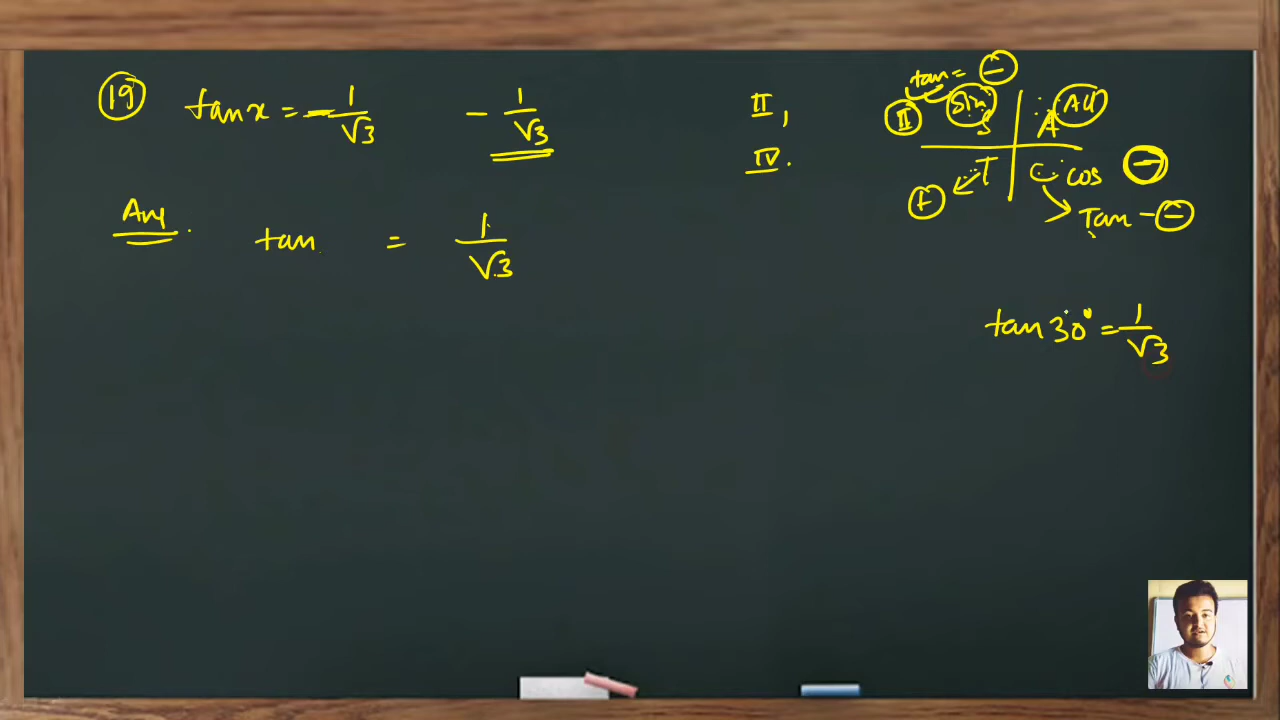 19 tan x = - 1/√3   - 1/√3   II,
IV.
tan = -
II Sin All
S A
T C cos -
+ Tan - -
Ans.
tan = 1/√3
tan 30° = 1/√3